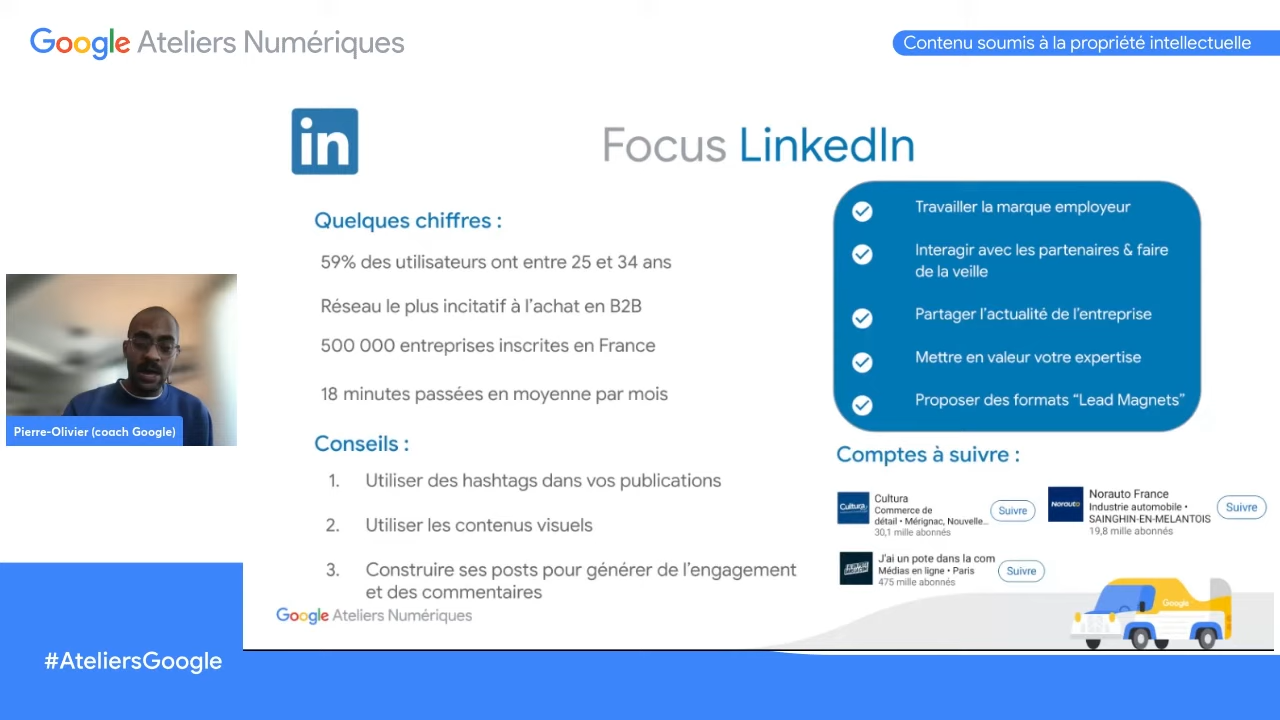 Google Ateliers Numériques
Contenu soumis à la propriété intellectuelle
in
Focus LinkedIn
Quelques chiffres :
59% des utilisateurs ont entre 25 et 34 ans
Réseau le plus incitatif à l'achat en B2B
500 000 entreprises inscrites en France
18 minutes passées en moyenne par mois
Conseils :
1. Utiliser des hashtags dans vos publications
2. Utiliser les contenus visuels
3. Construire ses posts pour générer de l'engagement
et des commentaires
Travailler la marque employeur
Interagir avec les partenaires & faire
de la veille
Partager l'actualité de l'entreprise
Mettre en valeur votre expertise
Proposer des formats “Lead Magnets”
Comptes à suivre :
Cultura
Cultura
Commerce de
détail • Mérignac, Nouvelle...
30,1 mille abonnés
Suivre
NORAUTO
Norauto France
Industrie automobile •
SAINGHIN-EN-MELANTOIS
19,8 mille abonnés
Suivre
J'ai un pote dans la com
Médias en ligne • Paris
475 mille abonnés
Suivre
Google
Google Ateliers Numériques
Pierre-Olivier (coach Google)
#AteliersGoogle